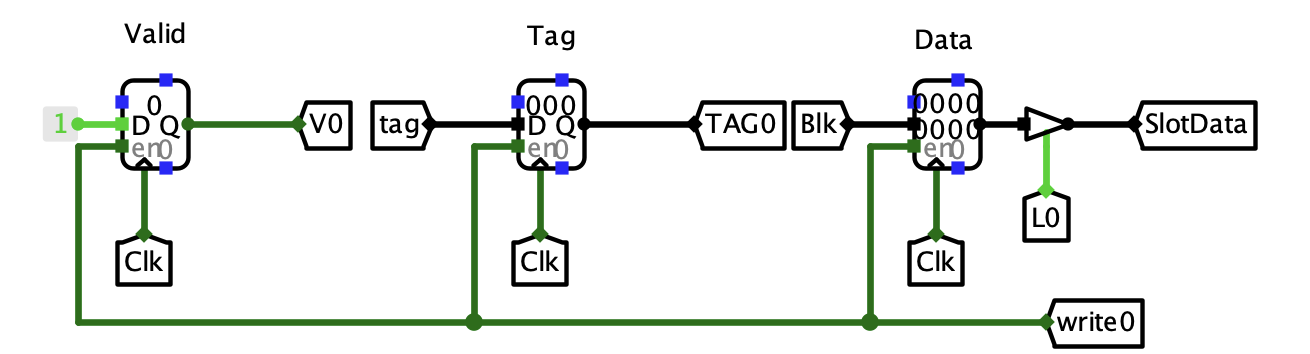 Valid
Tag
Data
0
000
0000
1
D Q
V0
tag
D Q
TAG0
Blk
0000
SlotData
en0
en0
en0
L0
Clk
Clk
Clk
write0